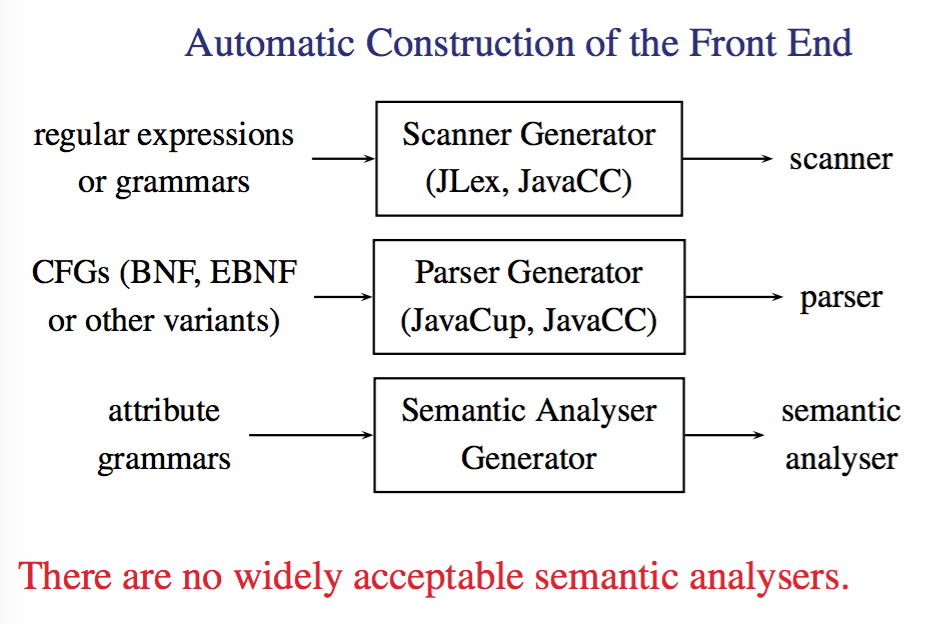 Automatic Construction of the Front End
regular expressions
or grammars
Scanner Generator
(JLex, JavaCC)
scanner
CFGs (BNF, EBNF
or other variants)
Parser Generator
(JavaCup, JavaCC)
parser
attribute
grammars
Semantic Analyser
Generator
semantic
analyser
There are no widely acceptable semantic analysers.